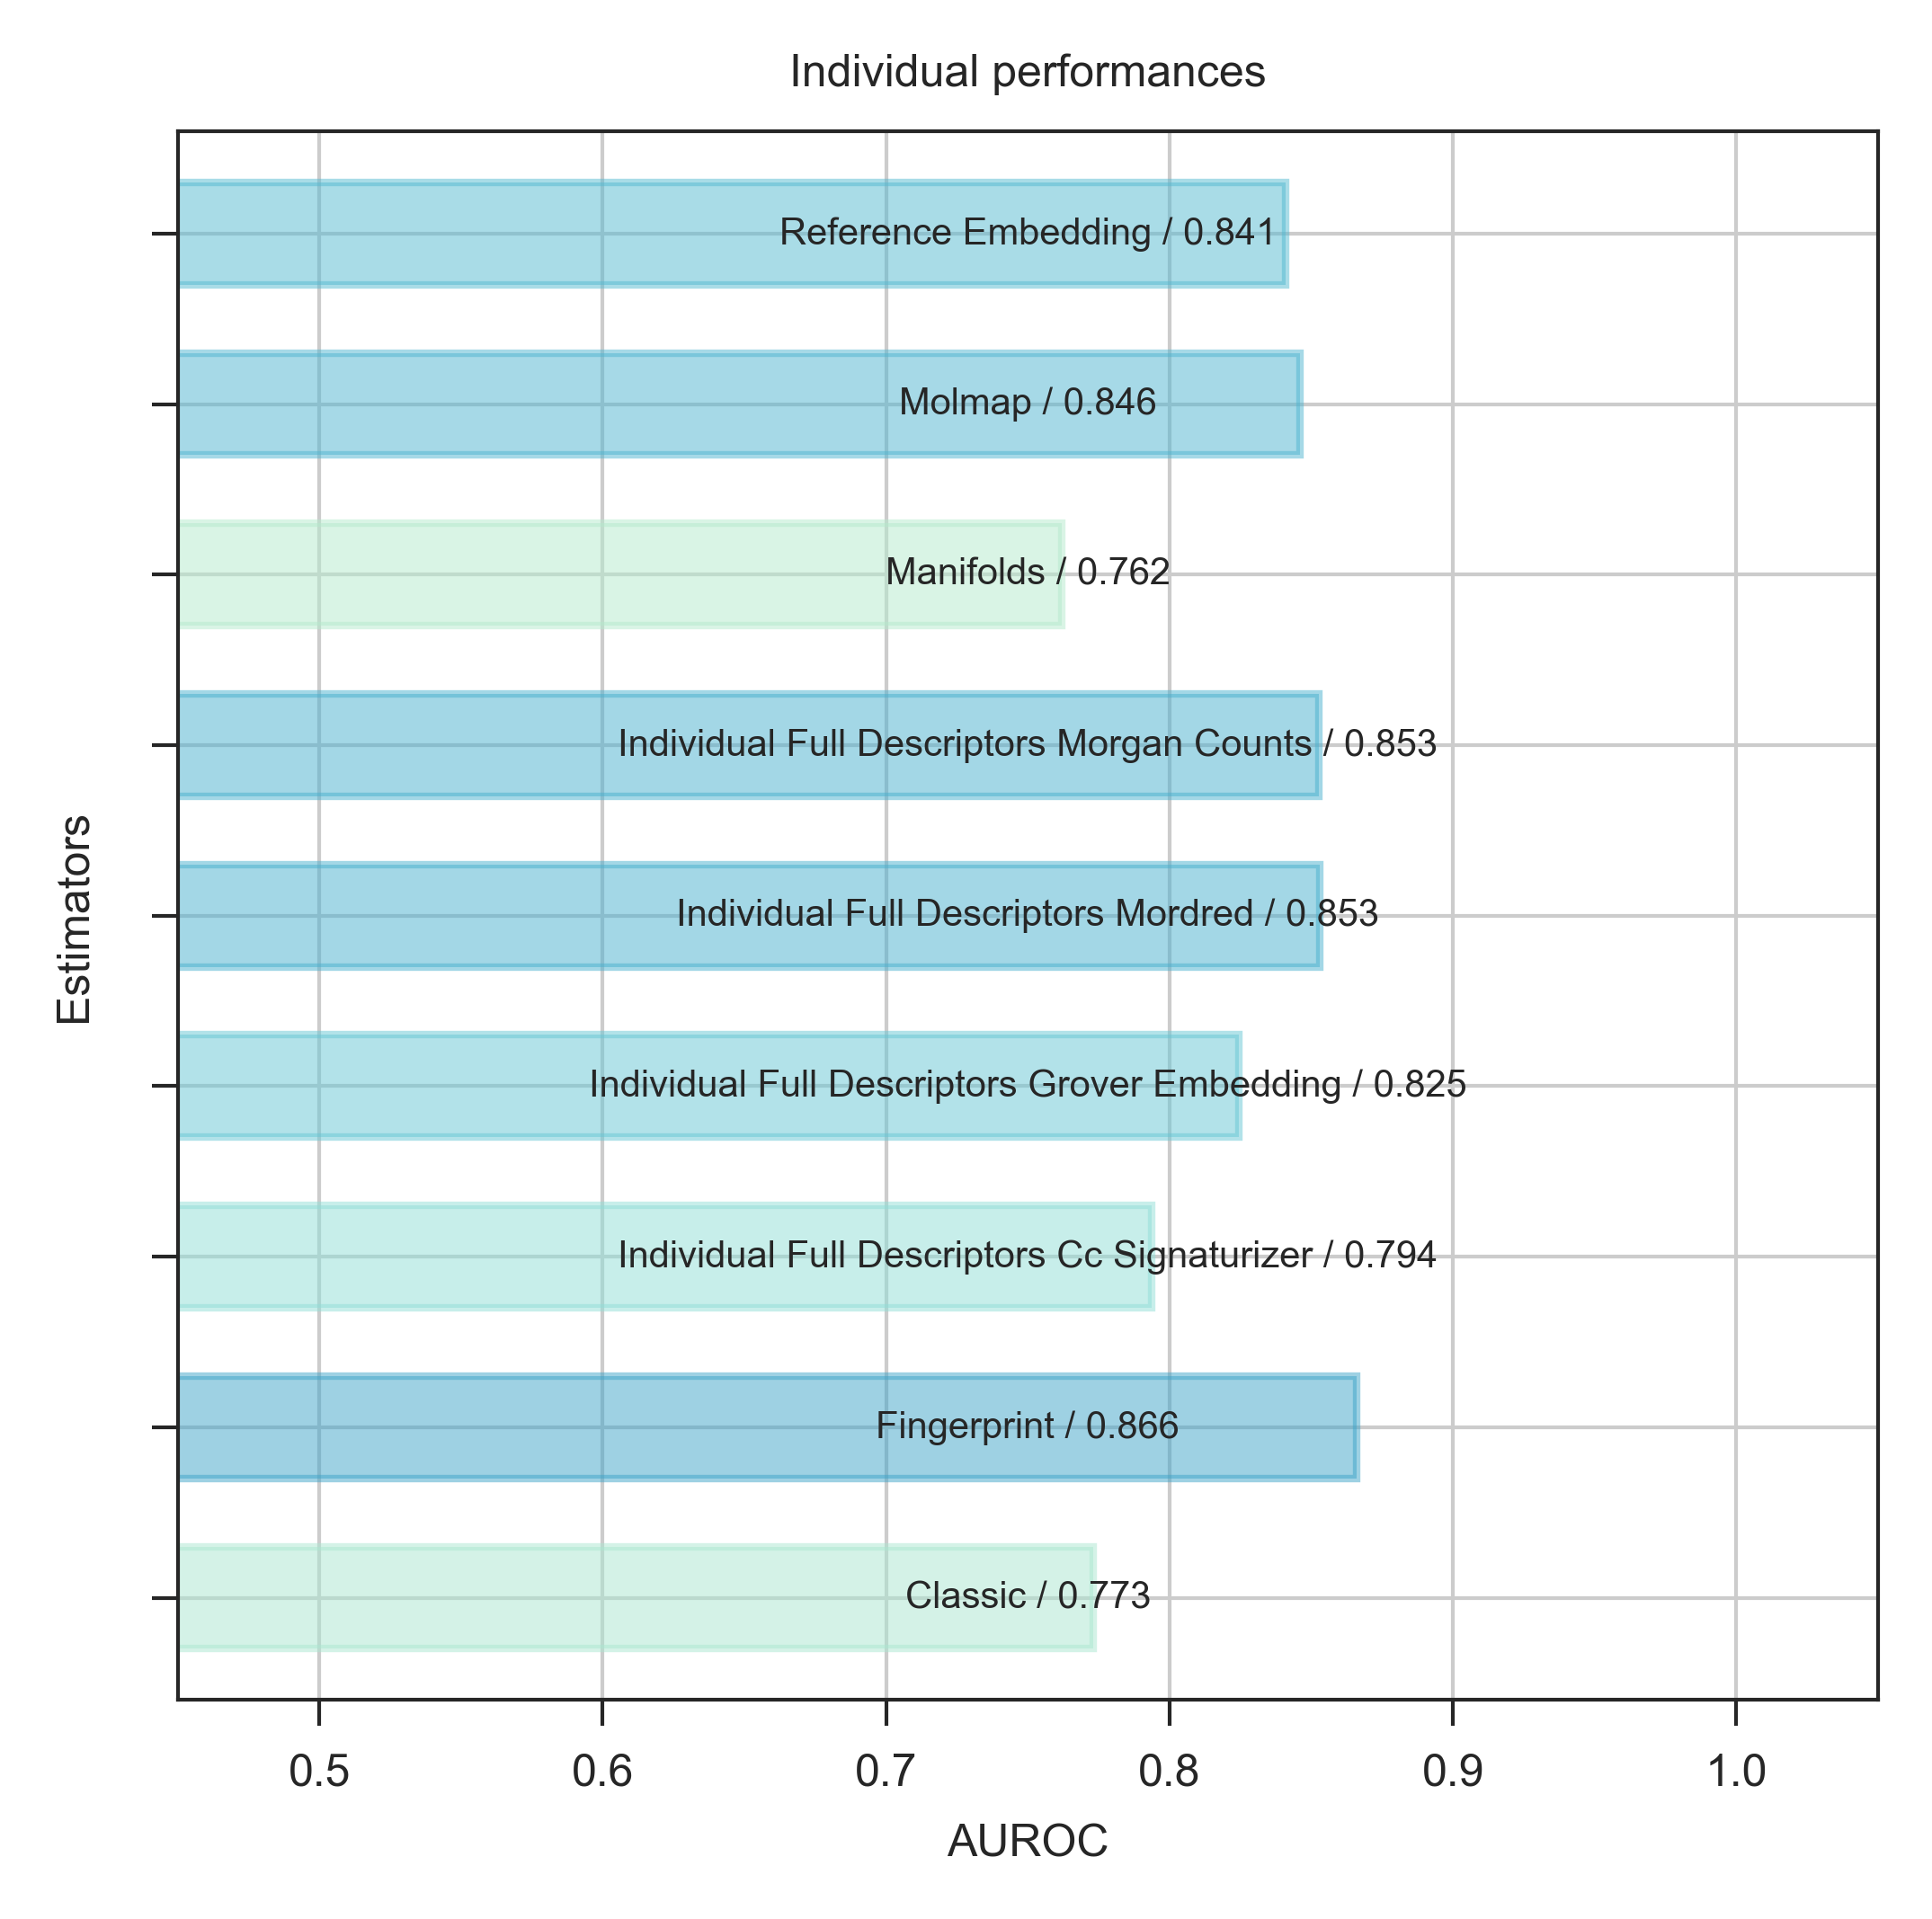 Individual performances
Reference Embedding / 0.841
Molmap / 0.846
Manifolds / 0.762
Individual Full Descriptors Morgan Counts / 0.853
Individual Full Descriptors Mordred / 0.853
Individual Full Descriptors Grover Embedding / 0.825
Individual Full Descriptors Cc Signaturizer / 0.794
Fingerprint / 0.866
Classic / 0.773
Estimators
0.5 0.6 0.7 0.8 0.9 1.0
AUROC